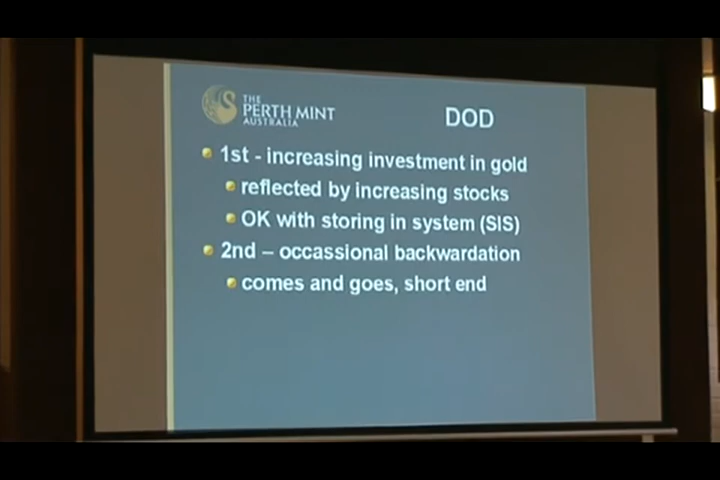 THE
PERTH MINT
AUSTRALIA
DOD
1st - increasing investment in gold
reflected by increasing stocks
OK with storing in system (SIS)
2nd – occassional backwardation
comes and goes, short end